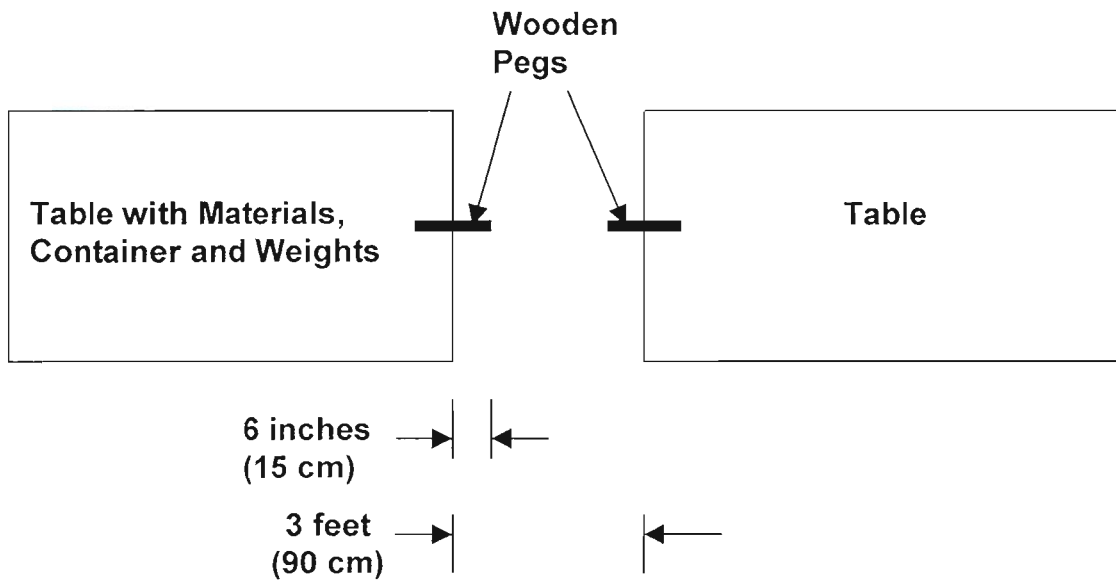 Wooden
Pegs
Table with Materials,
Container and Weights
Table
6 inches
(15 cm)
3 feet
(90 cm)